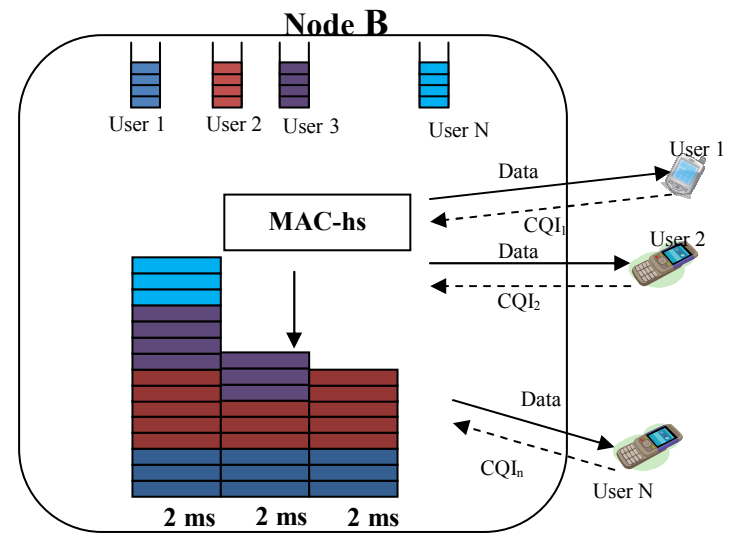 Node B
User 1
User 2
User 3
User N
User 1
Data
MAC-hs
CQI1
User 2
Data
CQI2
Data
CQIn
User N
2 ms
2 ms
2 ms